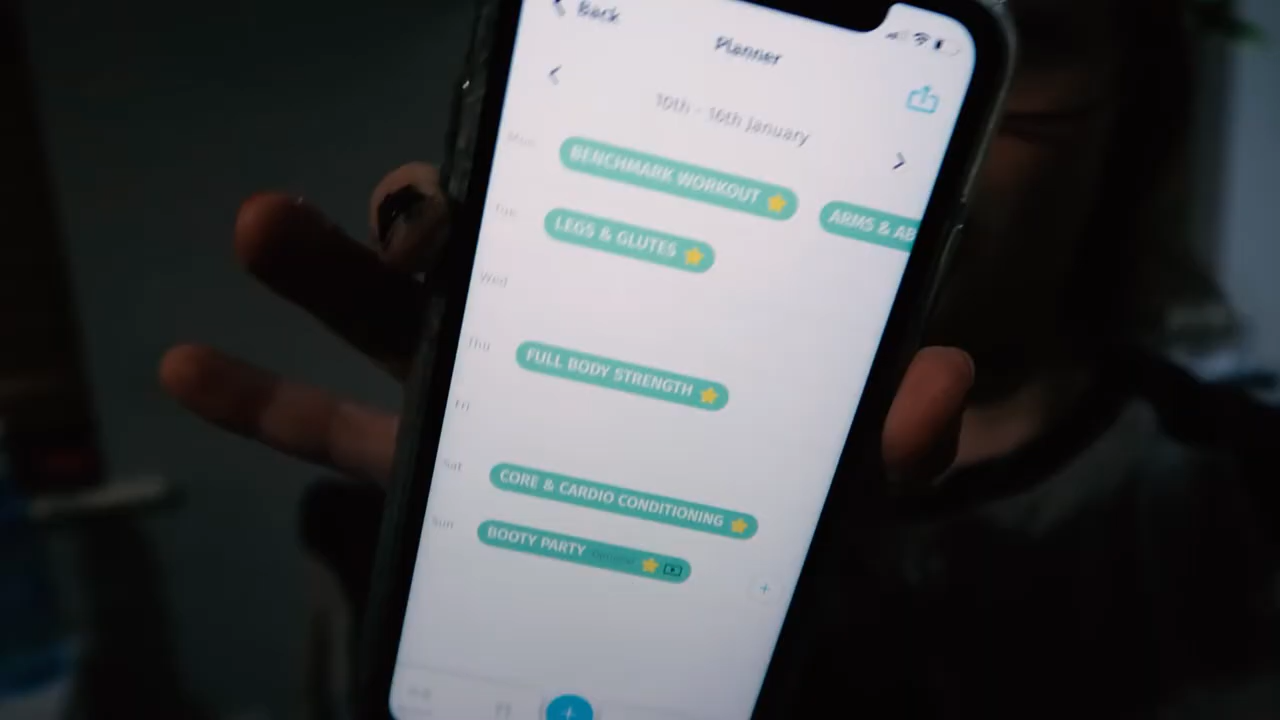 Back
Planner
10th - 16th January
Mon
BENCHMARK WORKOUT
ARMS & AB
Tue
LEGS & GLUTES
Wed
Thu
FULL BODY STRENGTH
Fri
Sat
CORE & CARDIO CONDITIONING
Sun
BOOTY PARTY Optional